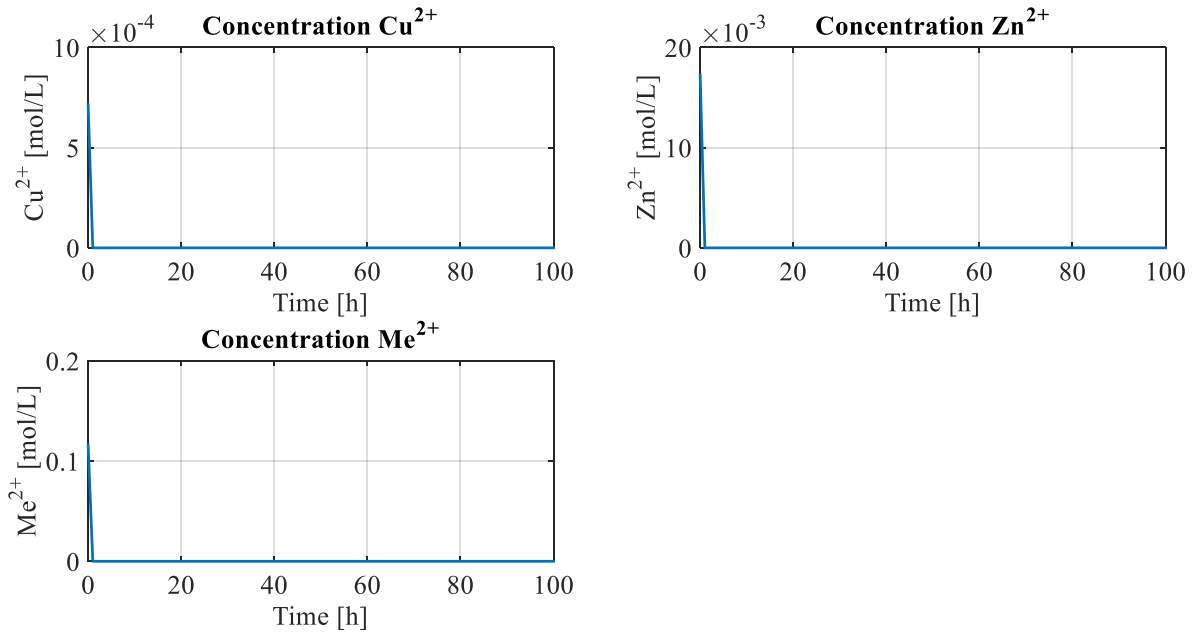 Concentration Cu²⁺
×10⁻⁴
10
5
0
Cu²⁺ [mol/L]
0 20 40 60 80 100
Time [h]
Concentration Zn²⁺
×10⁻³
20
10
0
Zn²⁺ [mol/L]
0 20 40 60 80 100
Time [h]
Concentration Me²⁺
0.2
0.1
0
Me²⁺ [mol/L]
0 20 40 60 80 100
Time [h]